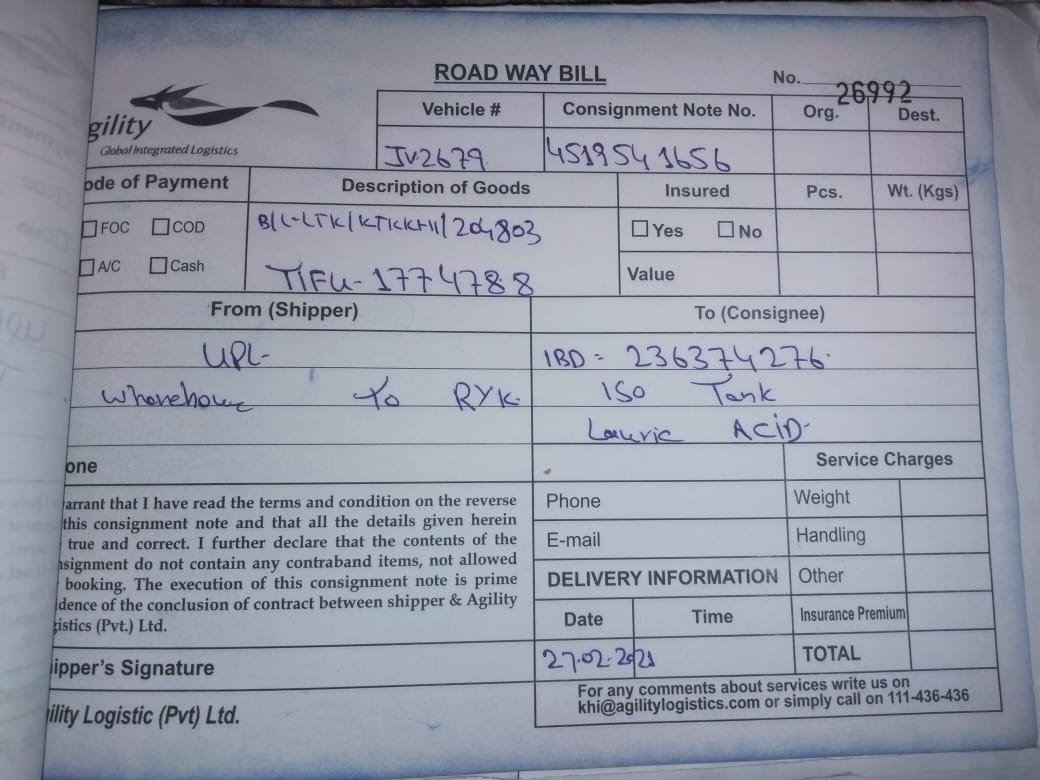 ROAD WAY BILL
No. 26992
gility
Global Integrated Logistics
Vehicle # Consignment Note No. Org. Dest.
JV2679 4519541656
ode of Payment Description of Goods Insured Pcs. Wt. (Kgs)
FOC COD B/L-LTK/KTKKHI/204803 Yes No
A/C Cash TIFU-1774788 Value
From (Shipper) To (Consignee)
UPL IBD = 236374276
Wharehouse To RYK ISO Tank
Lauric ACiD
one Service Charges
arrant that I have read the terms and condition on the reverse
this consignment note and that all the details given herein
true and correct. I further declare that the contents of the
nsignment do not contain any contraband items, not allowed
booking, The execution of this consignment note is prime
dence of the conclusion of contract between shipper & Agility
gistics (Pvt.) Ltd.
Phone Weight
E-mail Handling
DELIVERY INFORMATION Other
Date Time Insurance Premium
27.02.2021 TOTAL
ipper's Signature
ility Logistic (Pvt) Ltd.
For any comments about services write us on
khi@agilitylogistics.com or simply call on 111-436-436